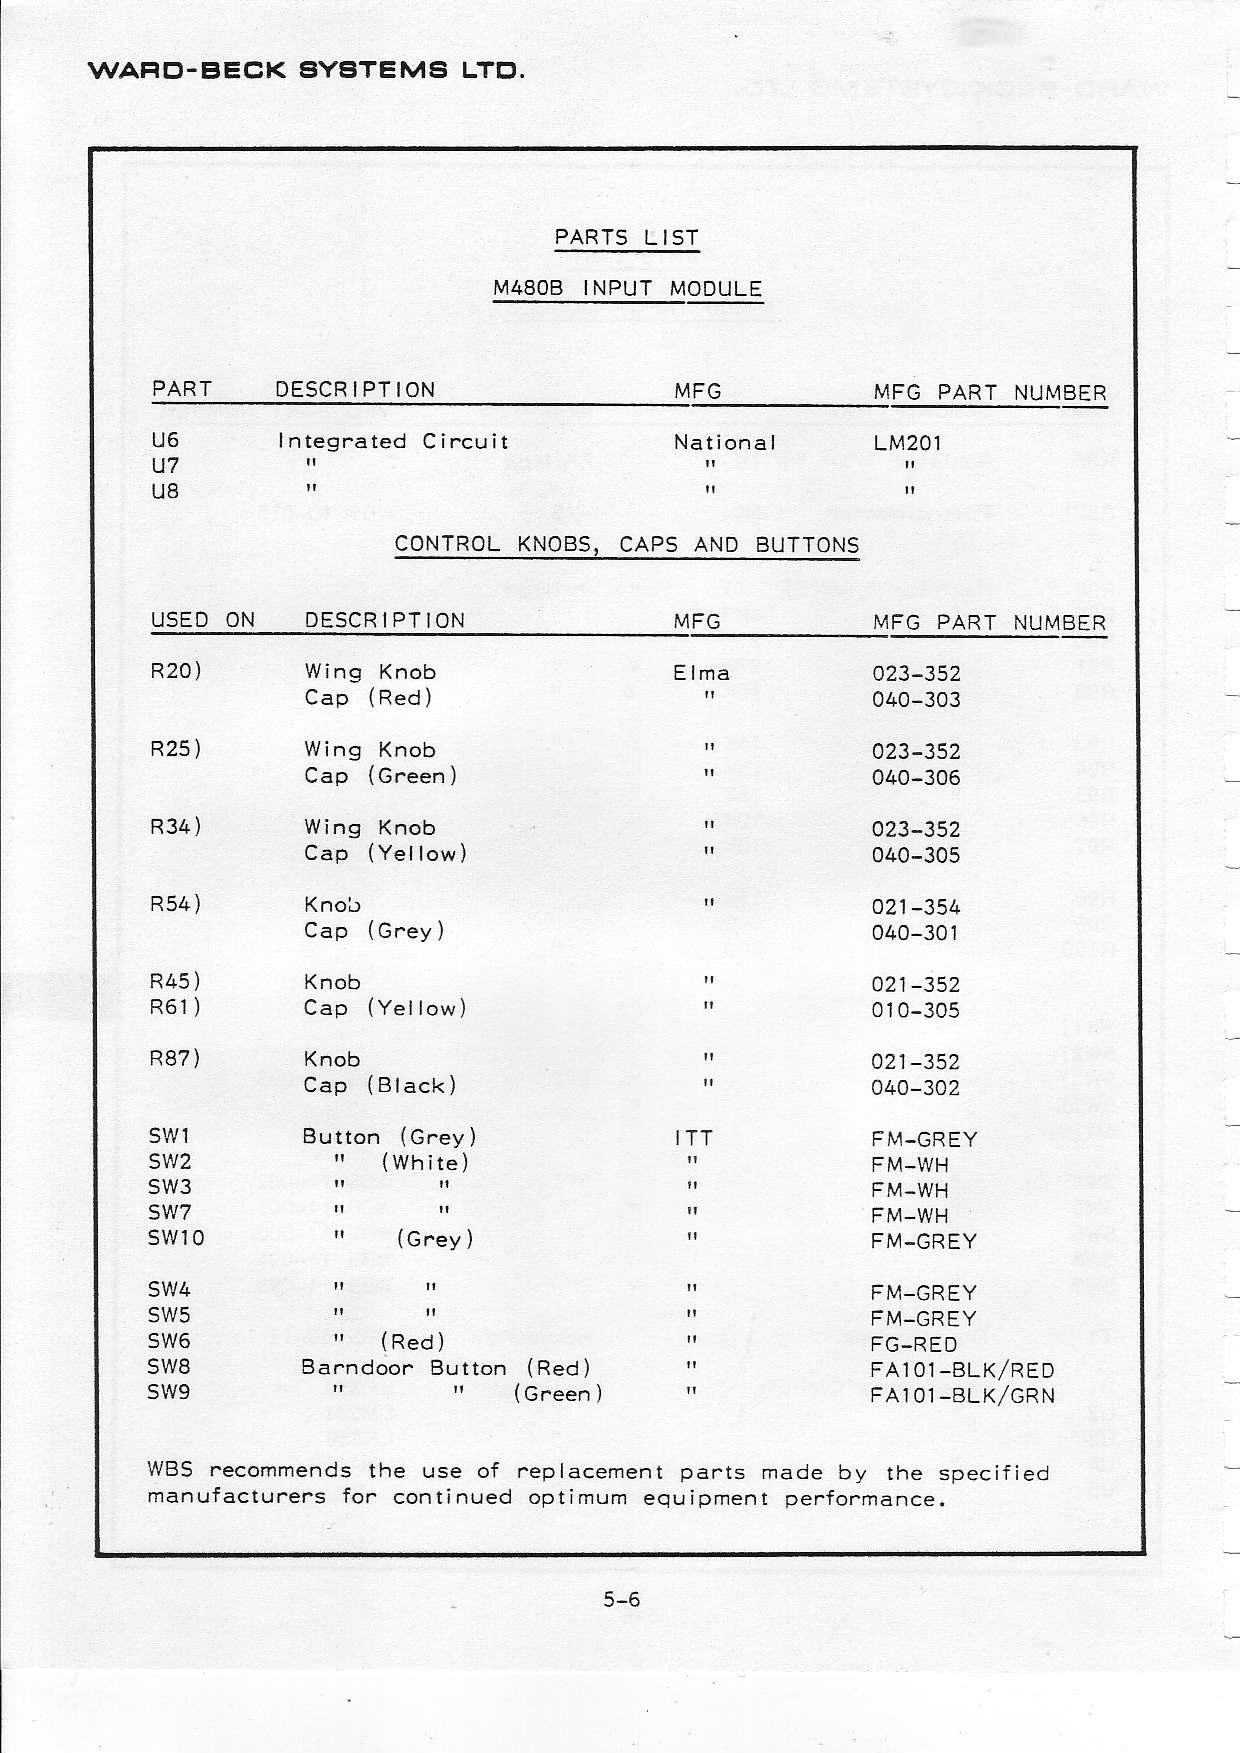 WARD-BECK SYSTEMS LTD.
PARTS LIST
M480B INPUT MODULE
PART DESCRIPTION MFG MFG PART NUMBER
U6 Integrated Circuit National LM201
U7 " " "
U8 " " "
CONTROL KNOBS, CAPS AND BUTTONS
USED ON DESCRIPTION MFG MFG PART NUMBER
R20) Wing Knob Elma 023-352
Cap (Red) " 040-303
R25) Wing Knob " 023-352
Cap (Green) " 040-306
R34) Wing Knob " 023-352
Cap (Yellow) " 040-305
R54) Knob " 021-354
Cap (Grey) 040-301
R45) Knob " 021-352
R61) Cap (Yellow) " 010-305
R87) Knob " 021-352
Cap (Black) " 040-302
SW1 Button (Grey) ITT FM-GREY
SW2 " (White) " FM-WH
SW3 " " " FM-WH
SW7 " " " FM-WH
SW10 " (Grey) " FM-GREY
SW4 " " " FM-GREY
SW5 " " " FM-GREY
SW6 " (Red) " FG-RED
SW8 Barndoor Button (Red) " FA101-BLK/RED
SW9 " " (Green) " FA101-BLK/GRN
WBS recommends the use of replacement parts made by the specified
manufacturers for continued optimum equipment performance.
5-6